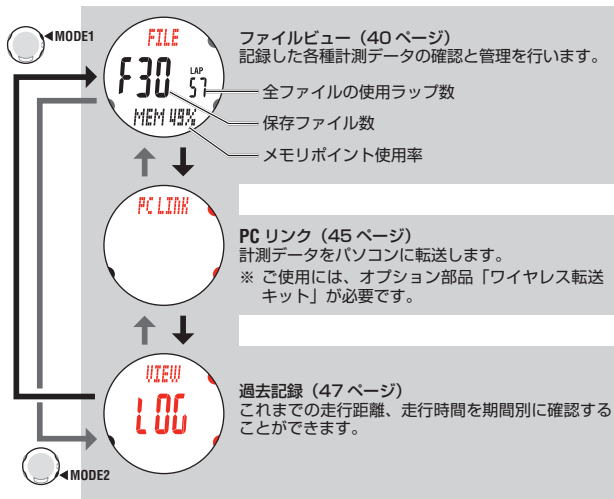 ◀MODE1
FILE
F30 LAP 57
MEM 49%
ファイルビュー（40 ページ）
記録した各種計測データの確認と管理を行います。
全ファイルの使用ラップ数
保存ファイル数
メモリポイント使用率
PC LINK
PC リンク（45 ページ）
計測データをパソコンに転送します。
※ ご使用には、オプション部品「ワイヤレス転送
キット」が必要です。
VIEW
LOG
過去記録（47 ページ）
これまでの走行距離、走行時間を期間別に確認する
ことができます。
◀MODE2